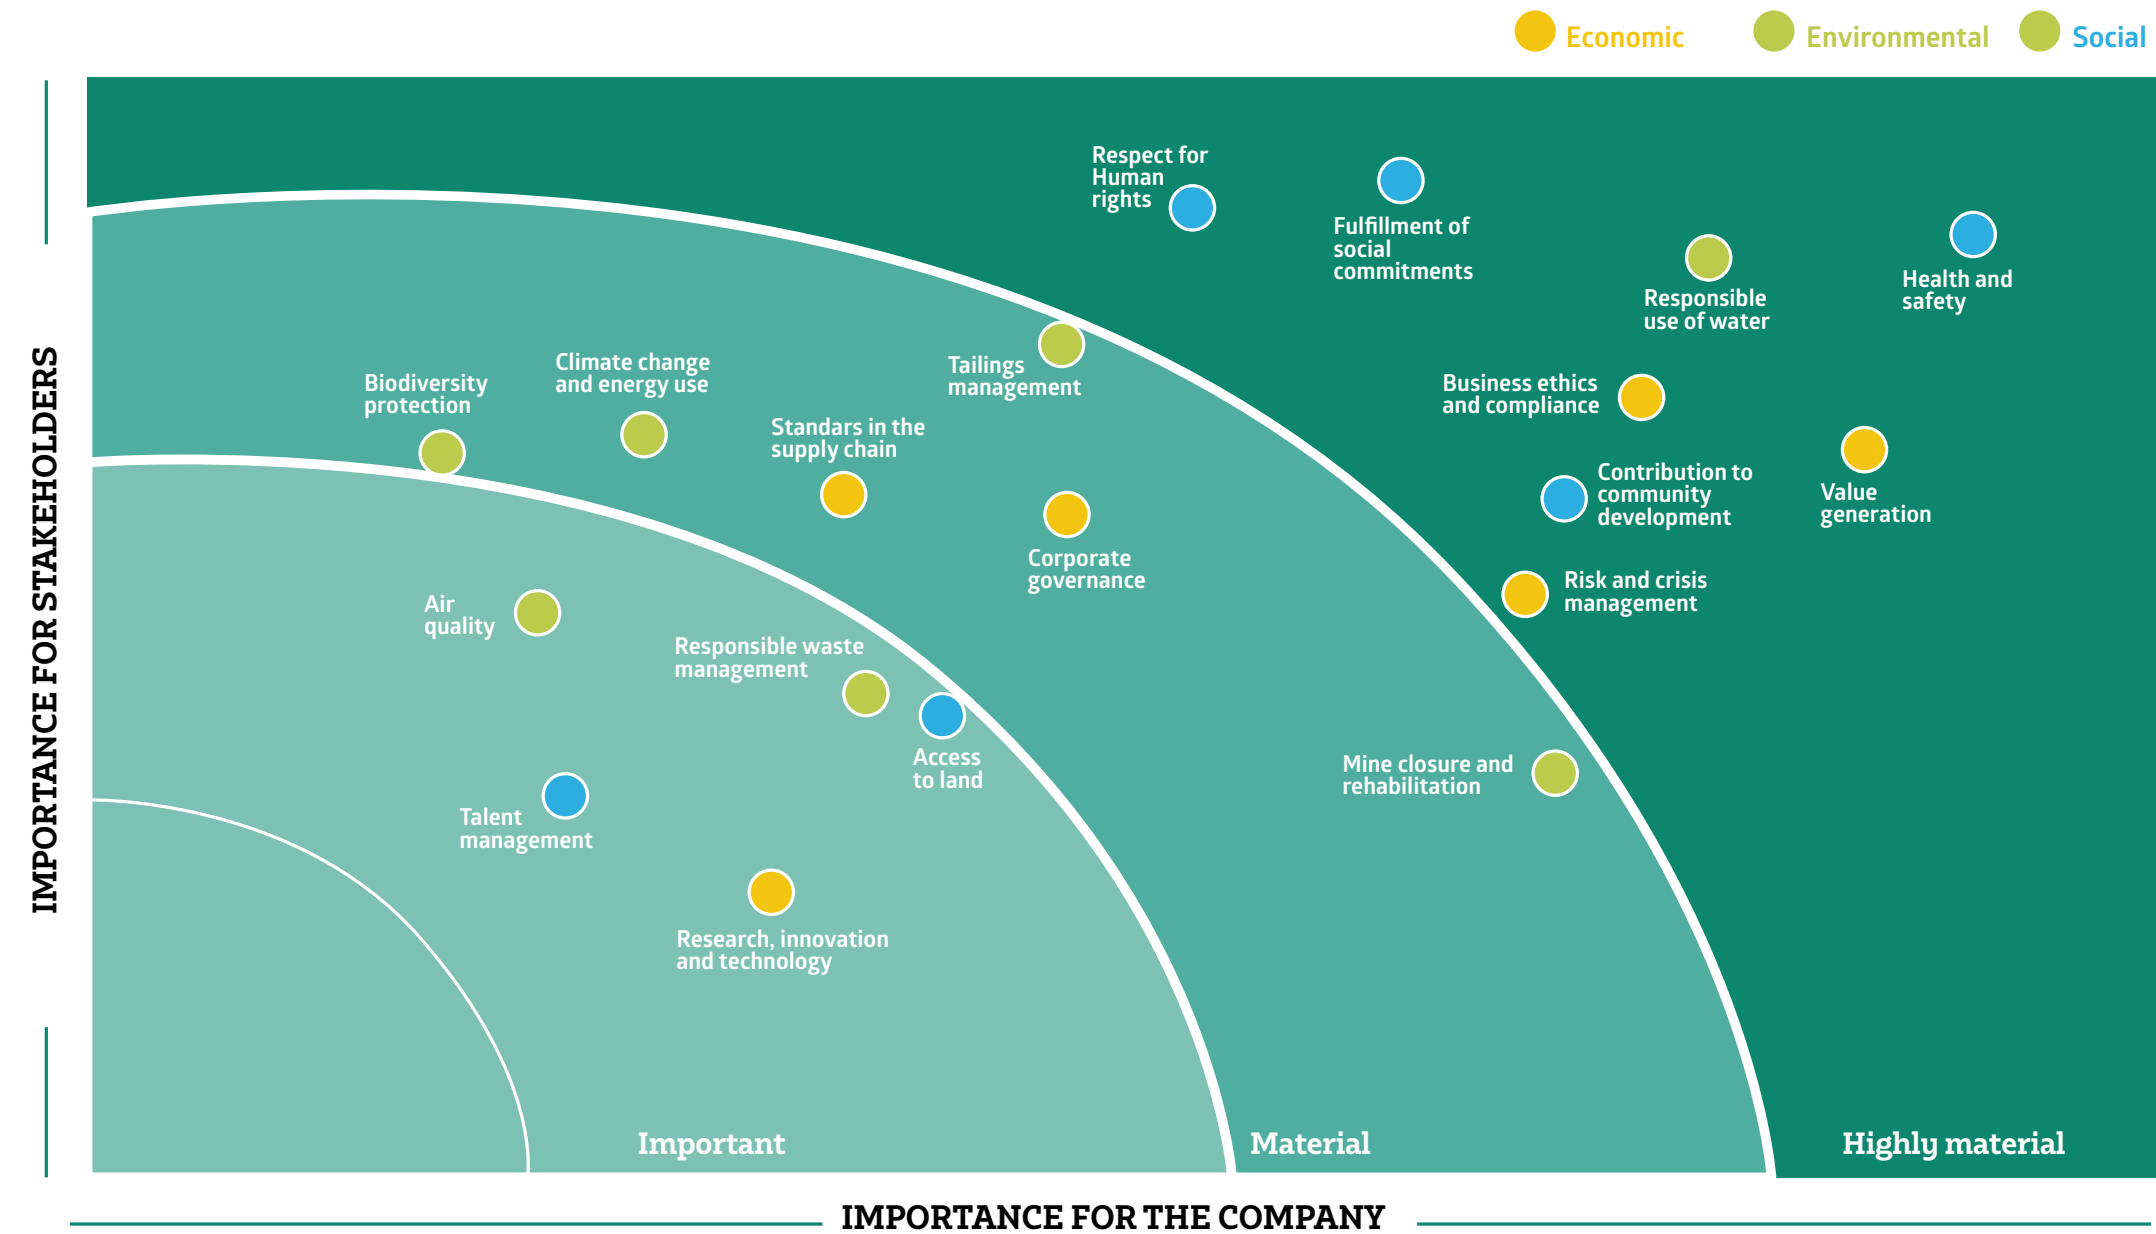 Economic
Environmental
Social
IMPORTANCE FOR STAKEHOLDERS
Respect for
Human
rights
Fulfillment of
social
commitments
Responsible
use of water
Health and
safety
Biodiversity
protection
Climate change
and energy use
Tailings
management
Standars in the
supply chain
Corporate
governance
Business ethics
and compliance
Contribution to
community
development
Value
generation
Risk and crisis
management
Air
quality
Responsible waste
management
Access
to land
Mine closure and
rehabilitation
Talent
management
Research, innovation
and technology
Important
Material
Highly material
IMPORTANCE FOR THE COMPANY